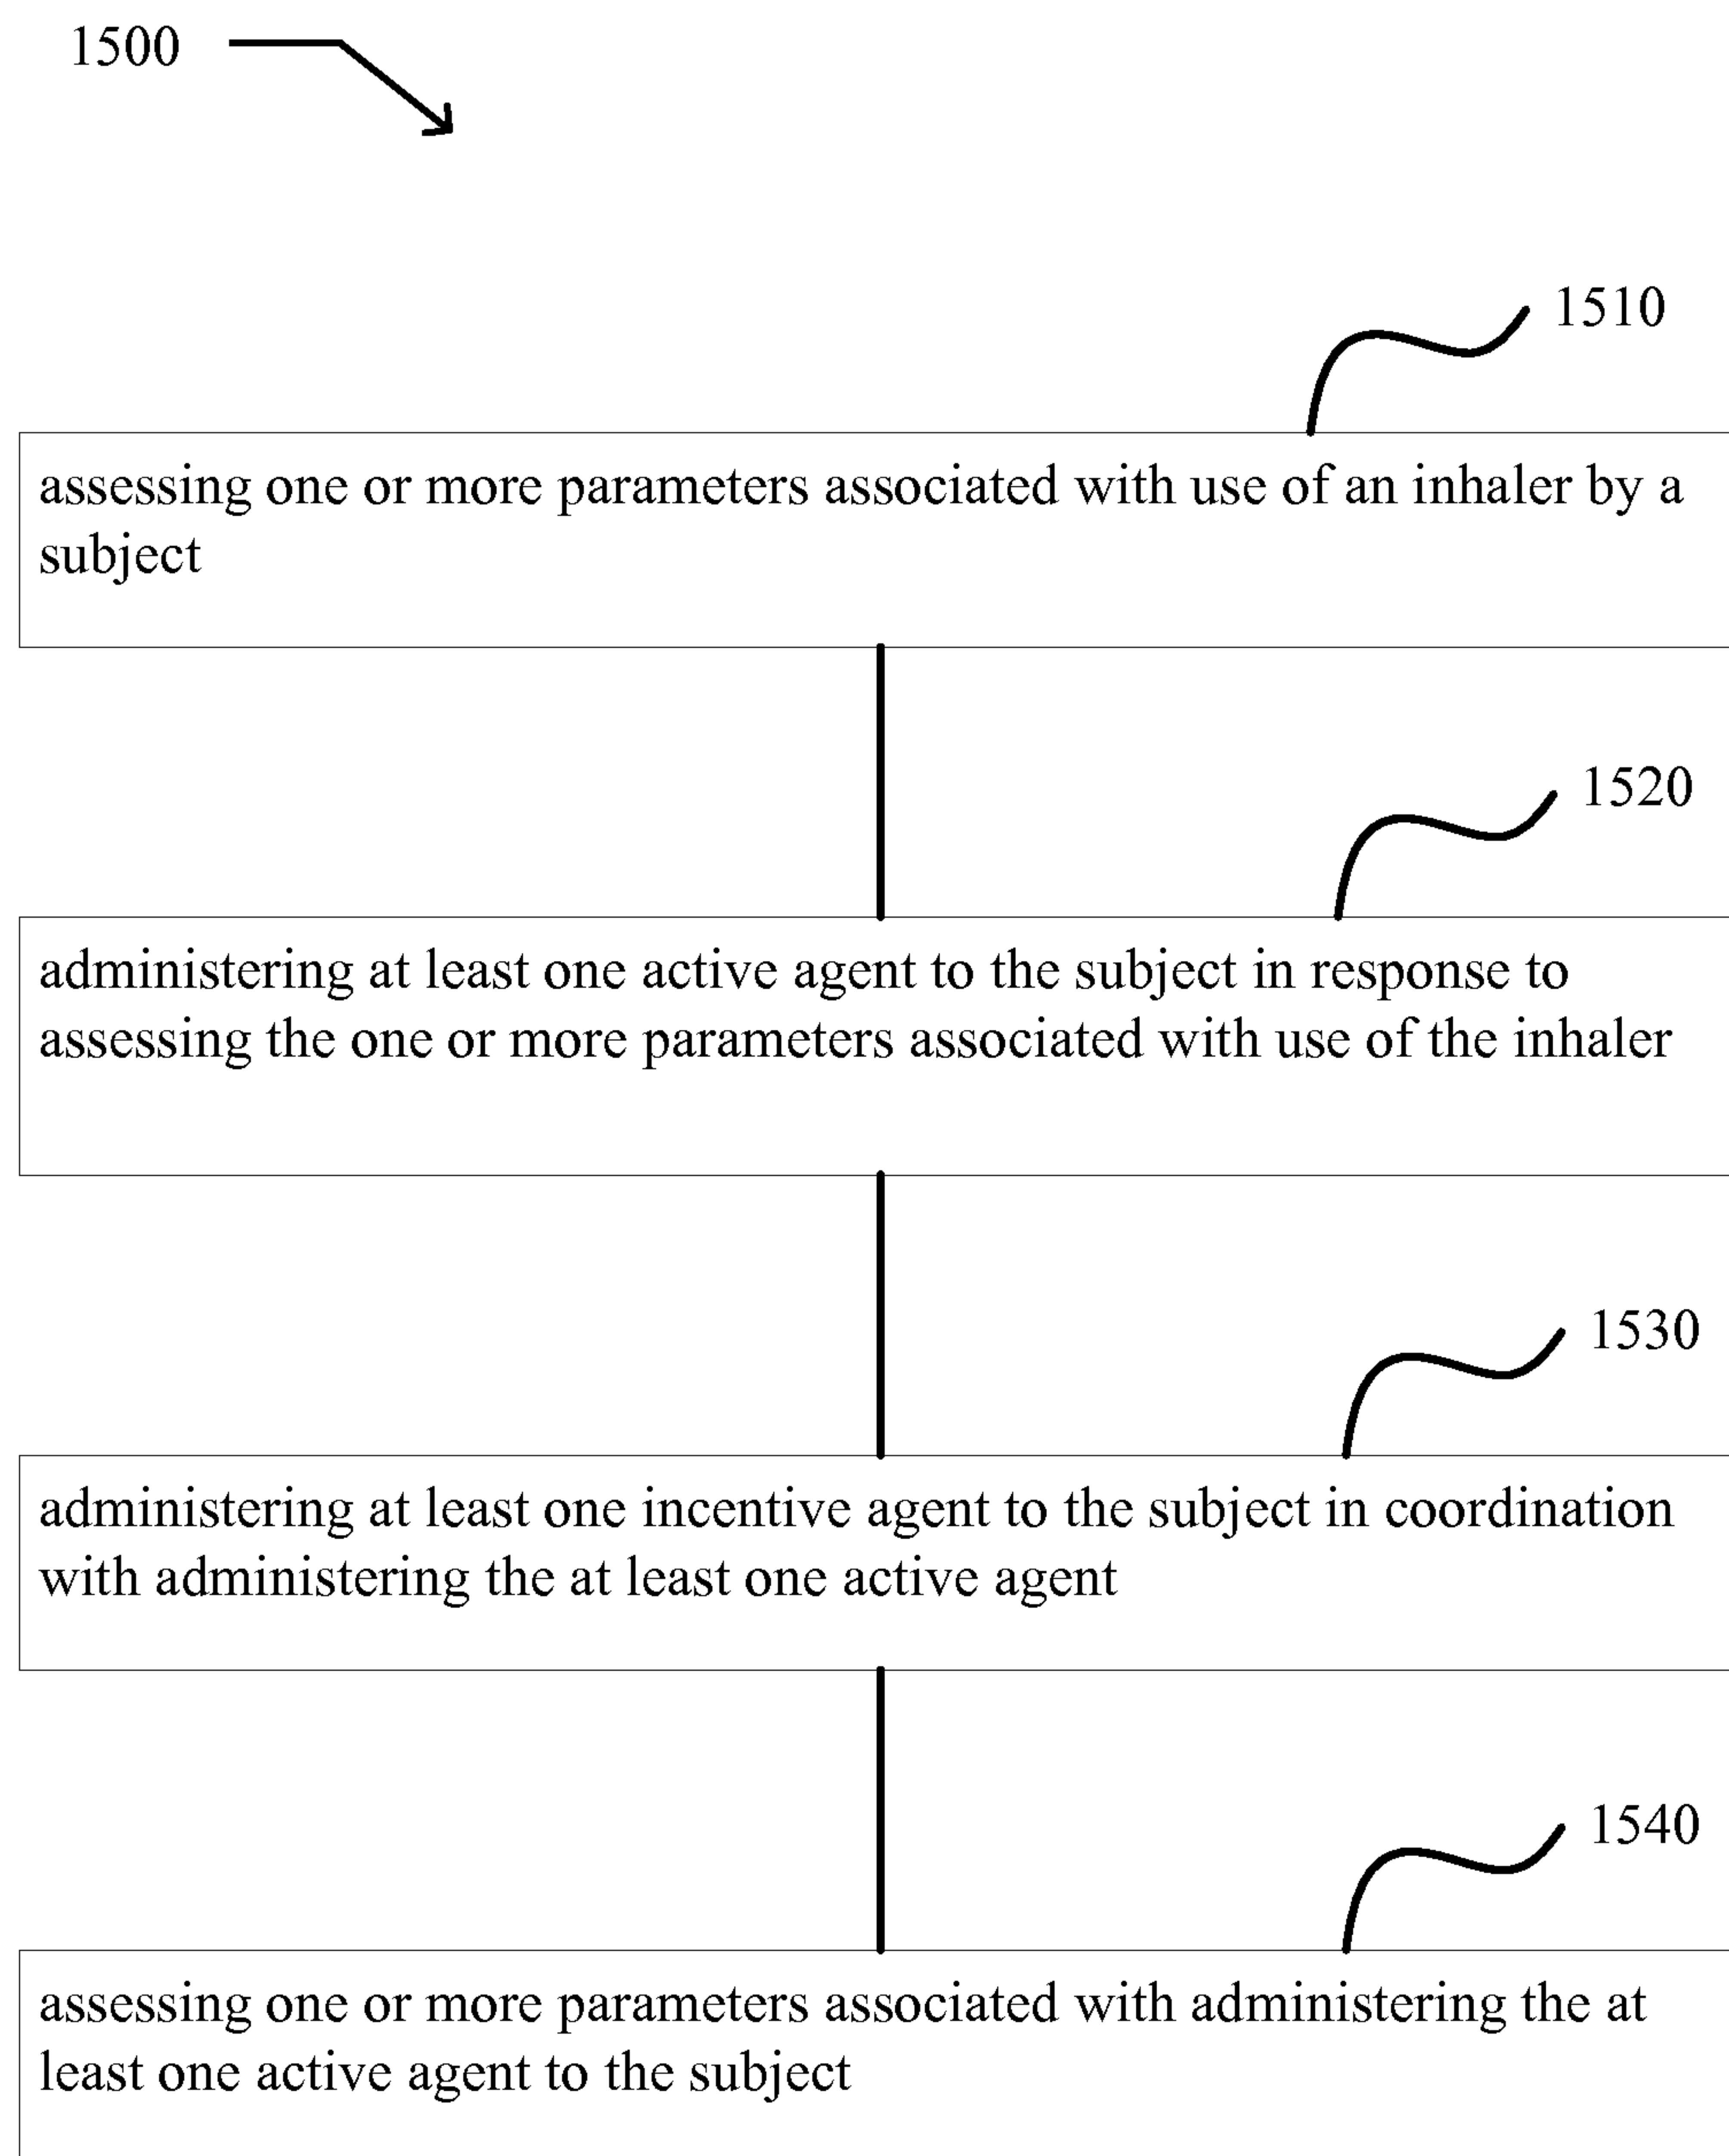 1500
1510
assessing one or more parameters associated with use of an inhaler by a
subject
1520
administering at least one active agent to the subject in response to
assessing the one or more parameters associated with use of the inhaler
1530
administering at least one incentive agent to the subject in coordination
with administering the at least one active agent
1540
assessing one or more parameters associated with administering the at
least one active agent to the subject